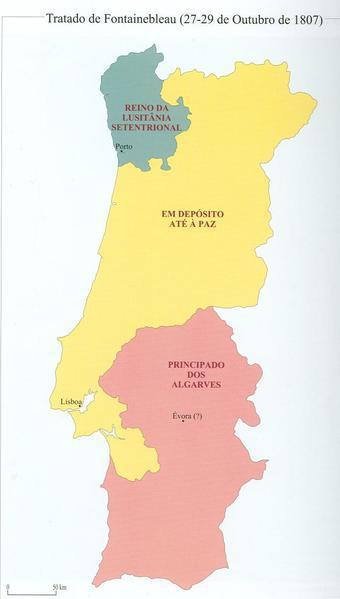 Tratado de Fontainebleau (27-29 de Outubro de 1807)
REINO DA
LUSITÂNIA
SETENTRIONAL
Porto
EM DEPÓSITO
ATÉ À PAZ
PRINCIPADO
DOS
ALGARVES
Lisboa
Évora (?)
0
50 km